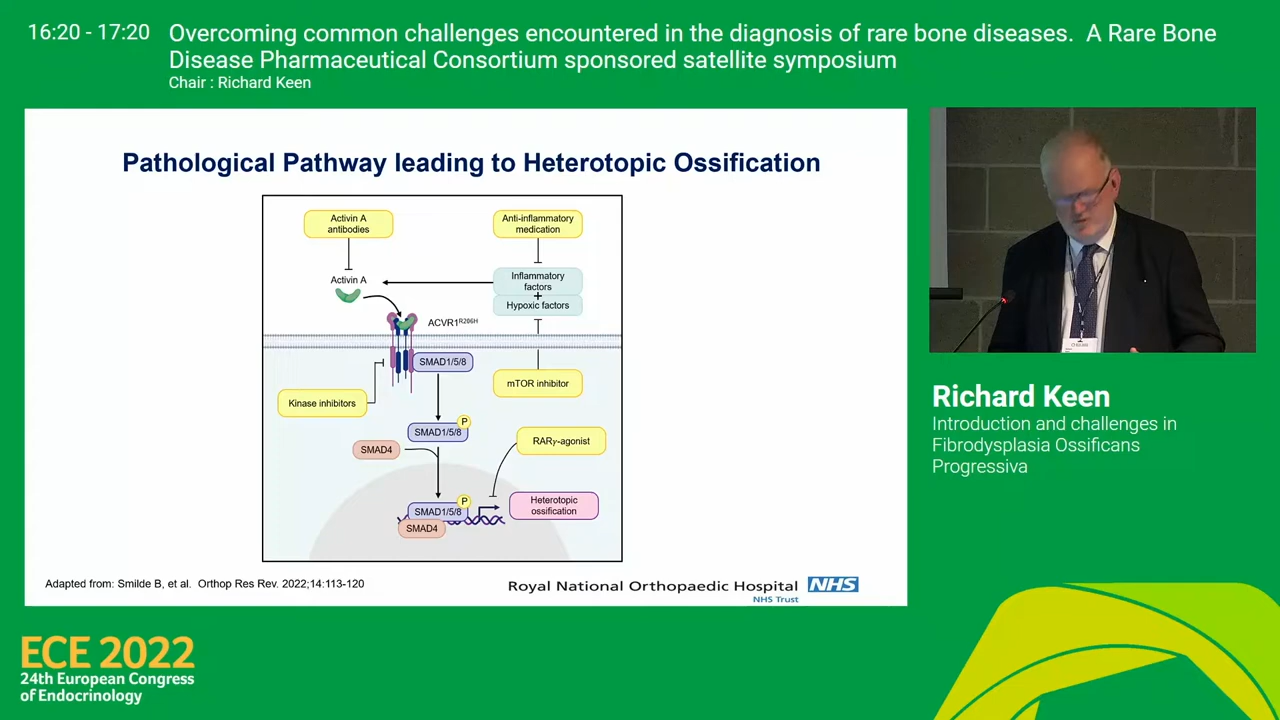 16:20 - 17:20
Overcoming common challenges encountered in the diagnosis of rare bone diseases. A Rare Bone
Disease Pharmaceutical Consortium sponsored satellite symposium
Chair : Richard Keen
Pathological Pathway leading to Heterotopic Ossification
Activin A
antibodies
Anti-inflammatory
medication
Activin A
Inflammatory
factors
+
Hypoxic factors
ACVR1R206H
SMAD1/5/8
mTOR inhibitor
Kinase inhibitors
P
SMAD1/5/8
SMAD4
RARγ-agonist
P
SMAD1/5/8
SMAD4
Heterotopic
ossification
Adapted from: Smilde B, et al. Orthop Res Rev. 2022;14:113-120
Royal National Orthopaedic Hospital NHS
NHS Trust
Richard Keen
Introduction and challenges in
Fibrodysplasia Ossificans
Progressiva
ECE 2022
24th European Congress
of Endocrinology